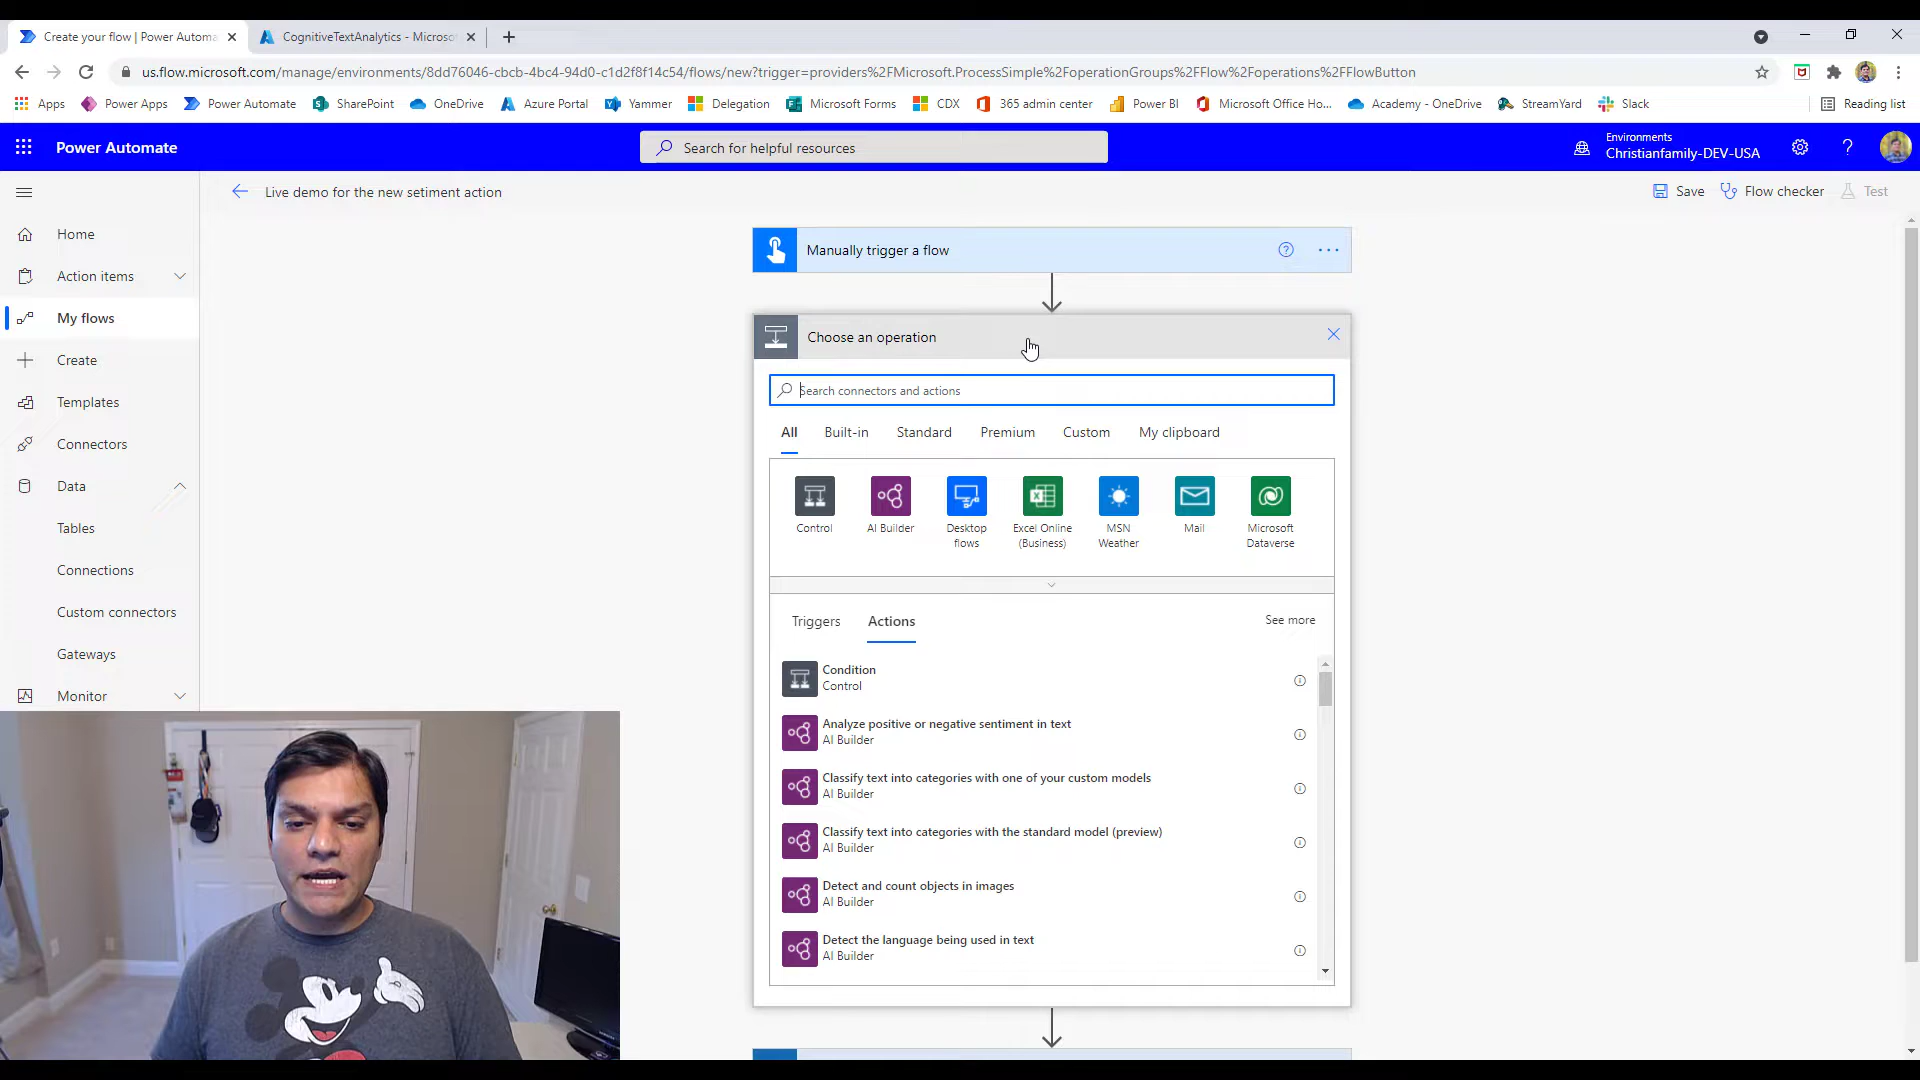 Create your flow | Power Automa
CognitiveTextAnalytics - Microso
us.flow.microsoft.com/manage/environments/8dd76046-cbcb-4bc4-94d0-c1d2f8f14c54/flows/new?trigger=providers%2FMicrosoft.ProcessSimple%2FoperationGroups%2FFlow%2Foperations%2FFlowButton
Apps Power Apps Power Automate SharePoint OneDrive Azure Portal Yammer Delegation Microsoft Forms CDX 365 admin center Power BI Microsoft Office Ho... Academy - OneDrive StreamYard Slack Reading list
Power Automate
Search for helpful resources
Environments
Christianfamily-DEV-USA
Live demo for the new setiment action
Save Flow checker Test
Home
Action items
My flows
Create
Templates
Connectors
Data
Tables
Connections
Custom connectors
Gateways
Monitor
Manually trigger a flow
Choose an operation
Search connectors and actions
All Built-in Standard Premium Custom My clipboard
Control
AI Builder
Desktop
flows
Excel Online
(Business)
MSN
Weather
Mail
Microsoft
Dataverse
Triggers Actions See more
Condition
Control
Analyze positive or negative sentiment in text
AI Builder
Classify text into categories with one of your custom models
AI Builder
Classify text into categories with the standard model (preview)
AI Builder
Detect and count objects in images
AI Builder
Detect the language being used in text
AI Builder